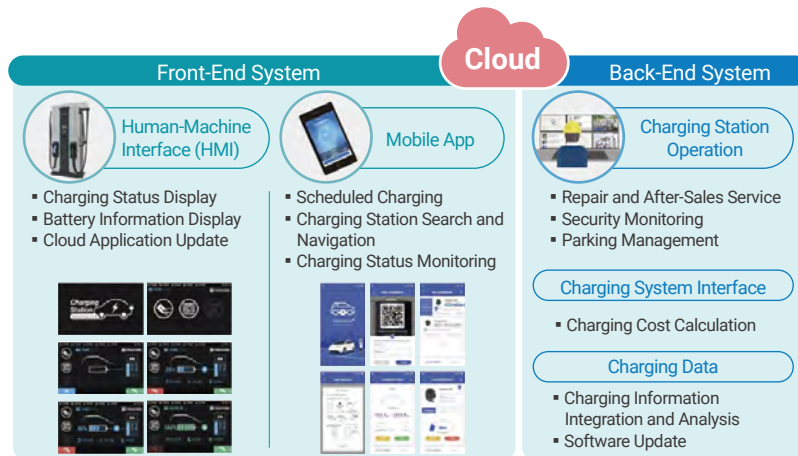 Cloud
Front-End System
Back-End System
Human-Machine
Interface (HMI)
▪ Charging Status Display
▪ Battery Information Display
▪ Cloud Application Update
Charging
Station
Mobile App
▪ Scheduled Charging
▪ Charging Station Search and
Navigation
▪ Charging Status Monitoring
Charging Station
Operation
▪ Repair and After-Sales Service
▪ Security Monitoring
▪ Parking Management
Charging System Interface
▪ Charging Cost Calculation
Charging Data
▪ Charging Information
Integration and Analysis
▪ Software Update